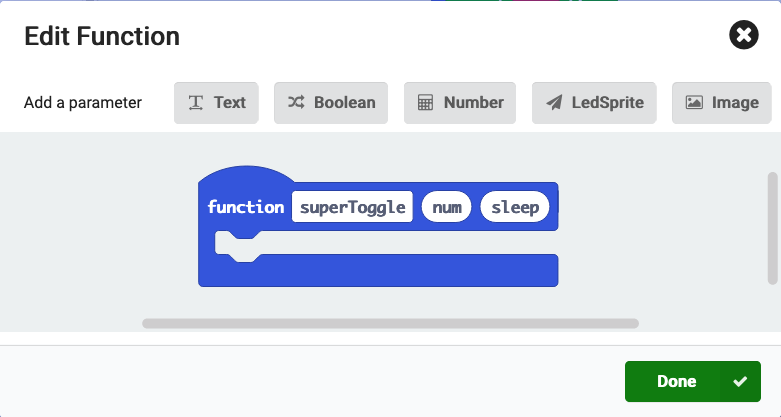 Edit Function
Add a parameter Text Boolean Number LedSprite Image
function superToggle num sleep
Done